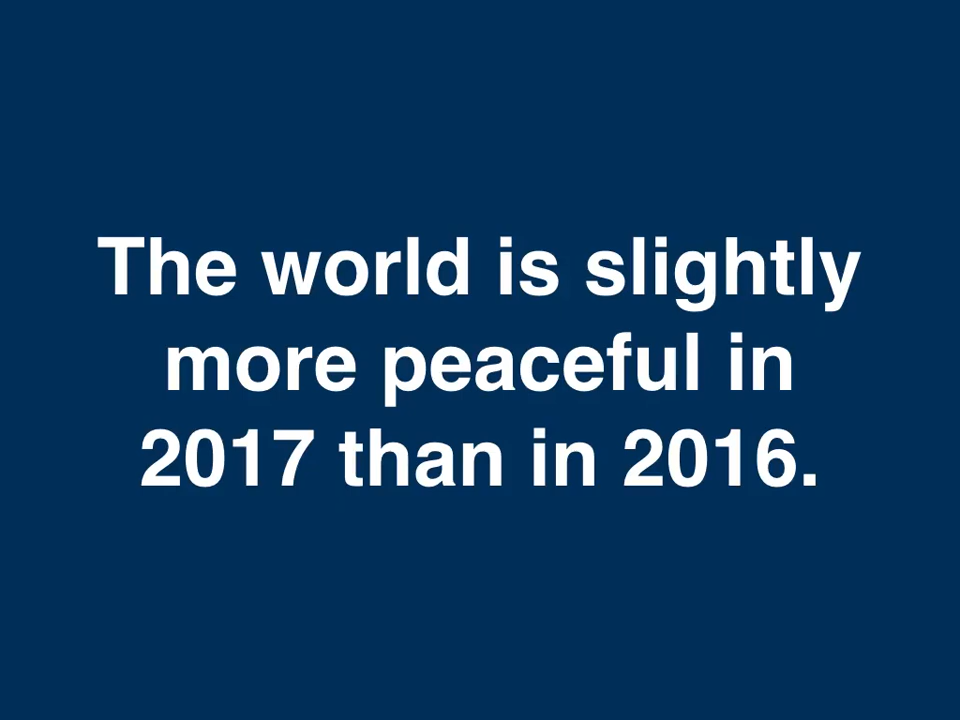 The world is slightly
more peaceful in
2017 than in 2016.